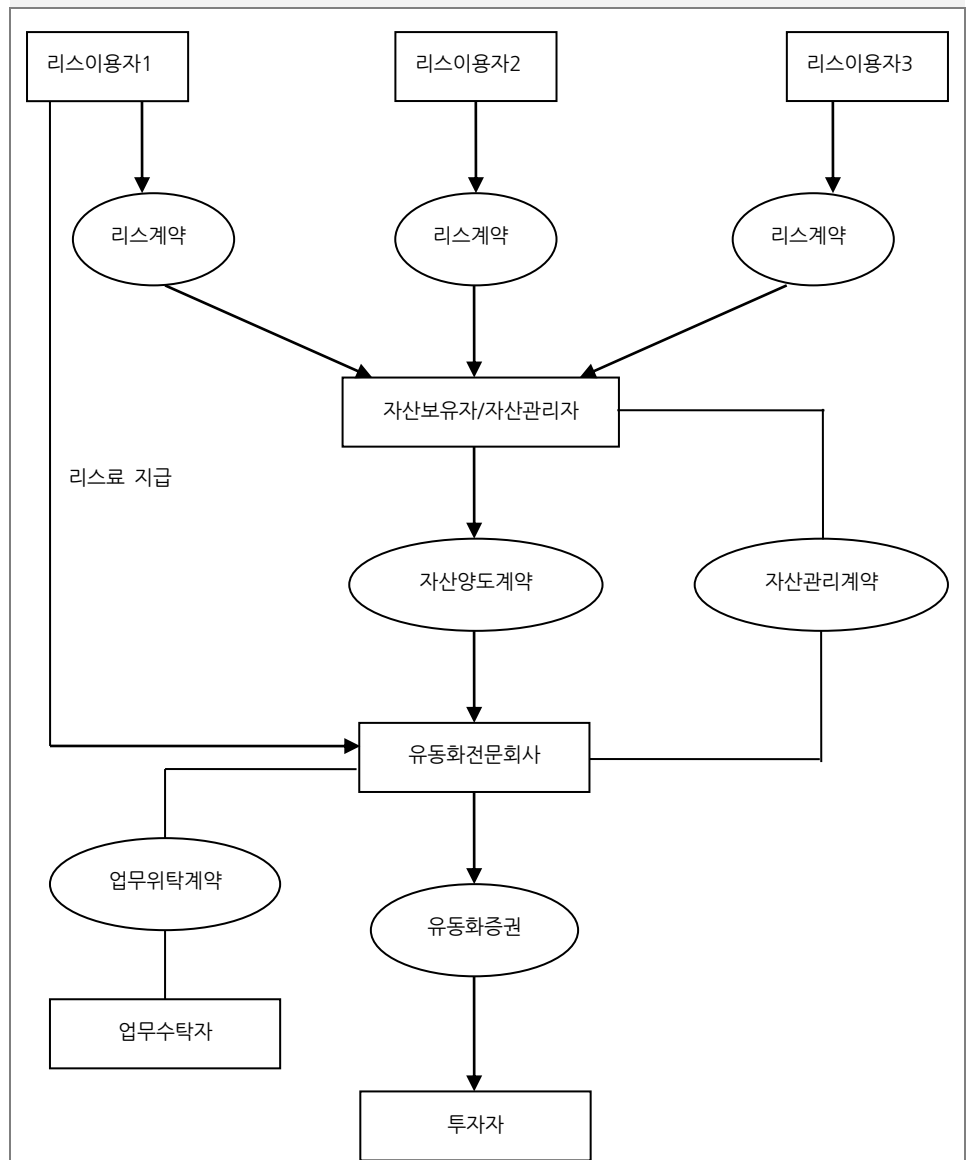 리스이용자1
리스이용자2
리스이용자3
리스계약
리스계약
리스계약
자산보유자/자산관리자
리스료 지급
자산양도계약
자산관리계약
유동화전문회사
업무위탁계약
유동화증권
업무수탁자
투자자